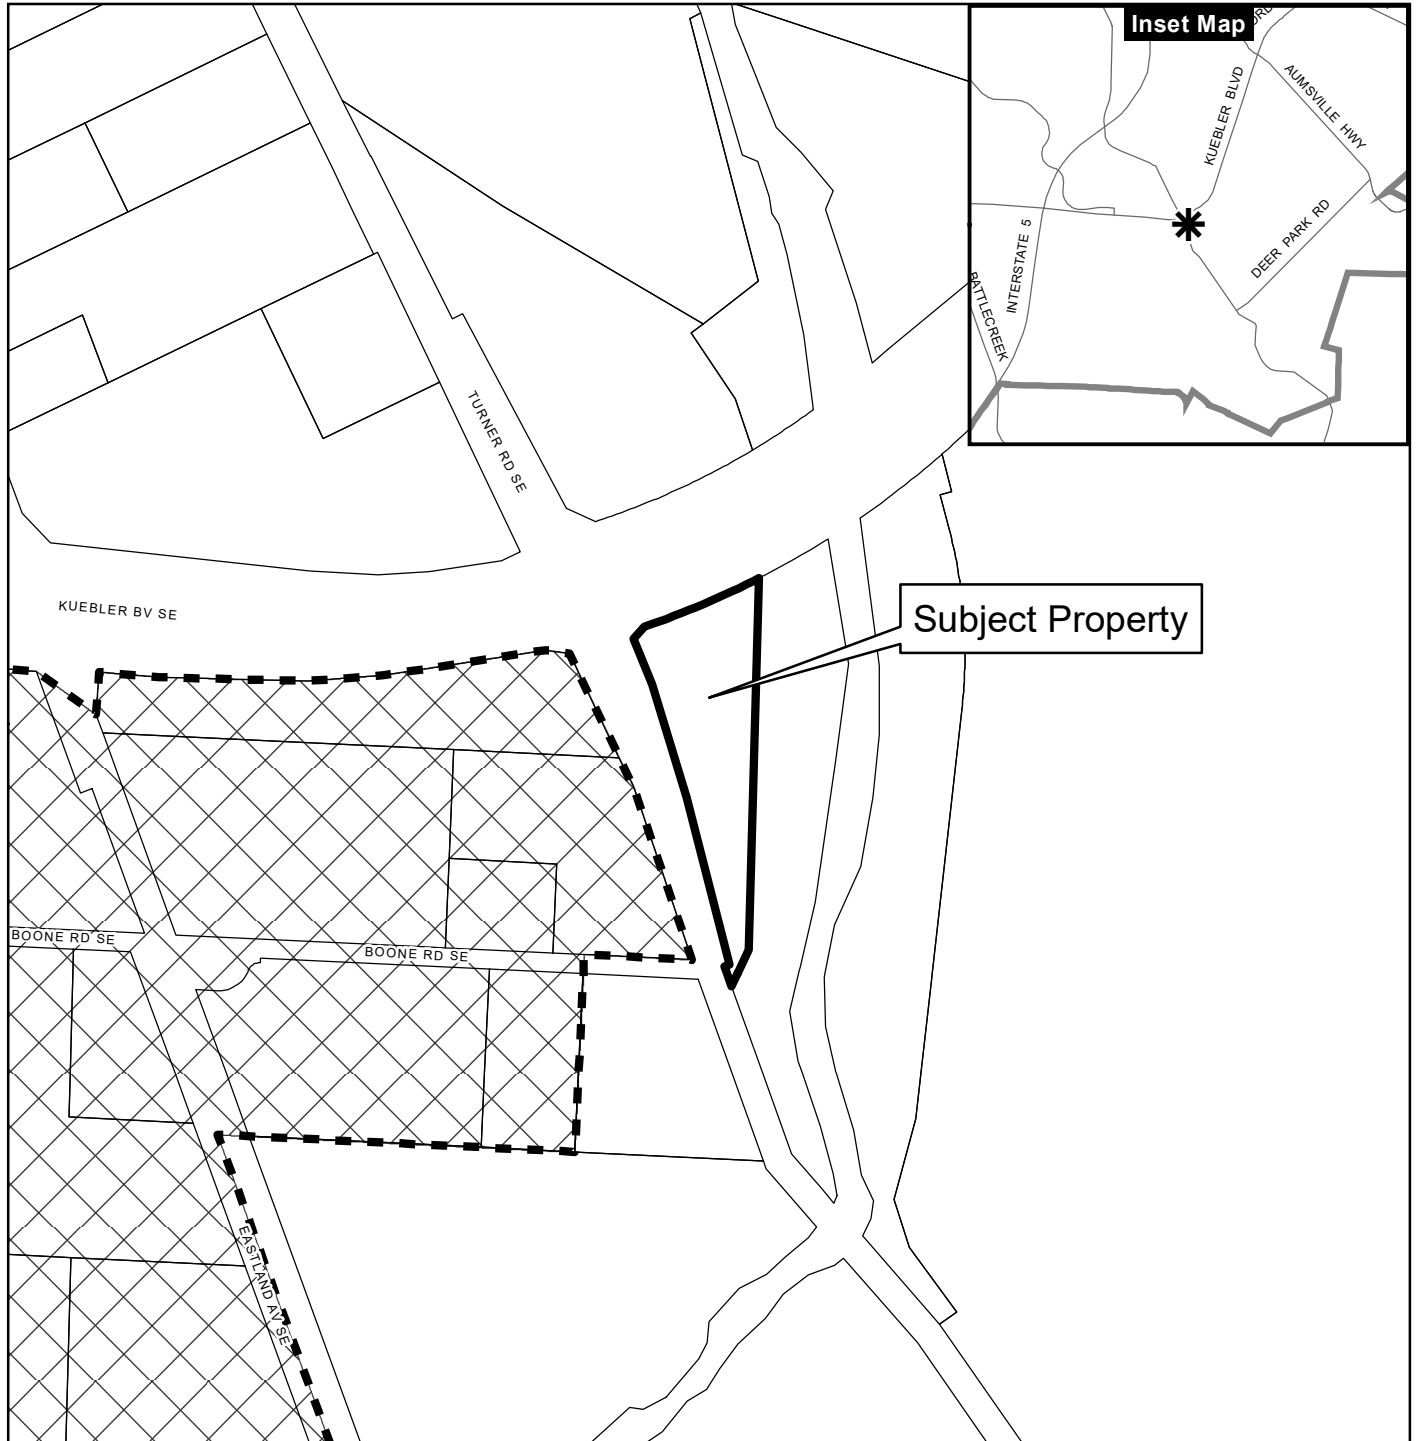 Inset Map
KUEBLER BLVD
AUMSVILLE HWY
DEER PARK RD
INTERSTATE 5
BATTLECREEK
TURNER RD SE
KUEBLER BV SE
Subject Property
BOONE RD SE
BOONE RD SE
EASTLAND AV SE